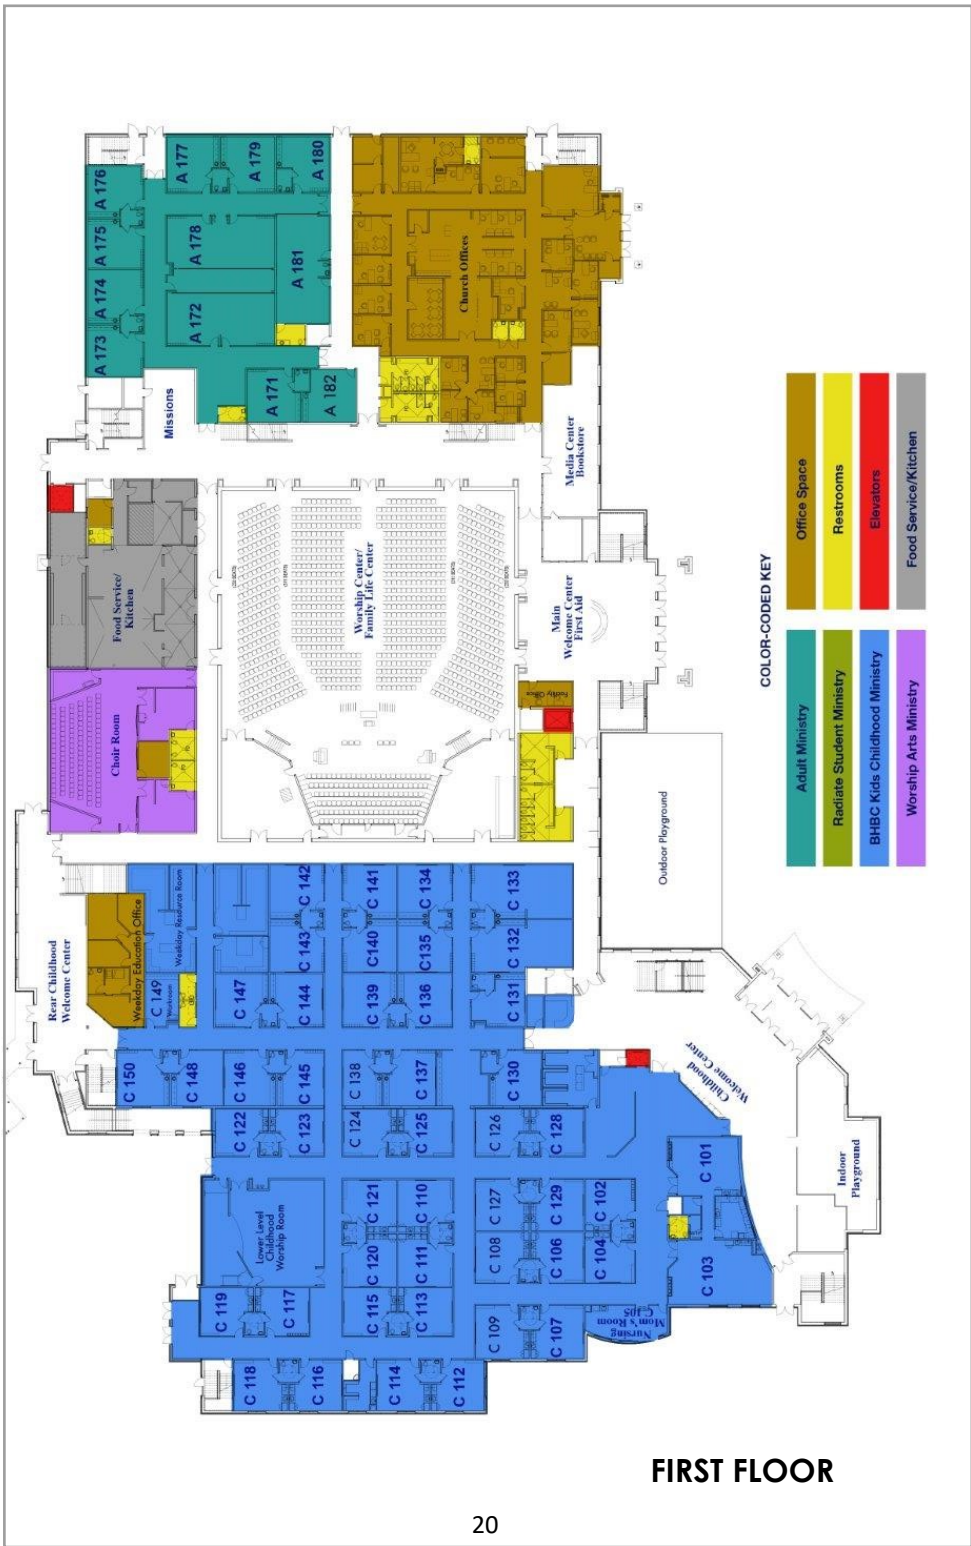 A 176
A 175
A 174
A 173
A 177
A 179
A 180
A 178
A 181
A 172
A 171
A 182
Missions
Church Offices
Media Center
Bookstore
Food Service/
Kitchen
Worship Center/
Family Life Center
Main
Welcome Center
First Aid
Facility Office
Choir Room
COLOR-CODED KEY
Adult Ministry
Radiate Student Ministry
BHBC Kids Childhood Ministry
Worship Arts Ministry
Office Space
Restrooms
Elevators
Food Service/Kitchen
Outdoor Playground
Rear Childhood
Welcome Center
Weekday Education Office
Weekday Resource Room
C 149
Workroom
C 142
C 141
C 134
C 133
C 143
C140
C135
C 132
C 147
C 144
C 139
C 136
C 131
C 150
C 148
C 146
C 145
C 138
C 137
C 130
C 122
C 123
C 124
C 125
C 126
C 128
Childhood
Welcome Center
Indoor
Playground
C 101
C 103
Lower Level
Childhood
Worship Room
C 121
C 110
C 127
C 129
C 102
C 120
C 111
C 108
C 106
C 104
C 119
C 117
C 115
C 113
C 109
C 107
Nursing
Mom's Room
C 105
C 118
C 116
C 114
C 112
FIRST FLOOR
20